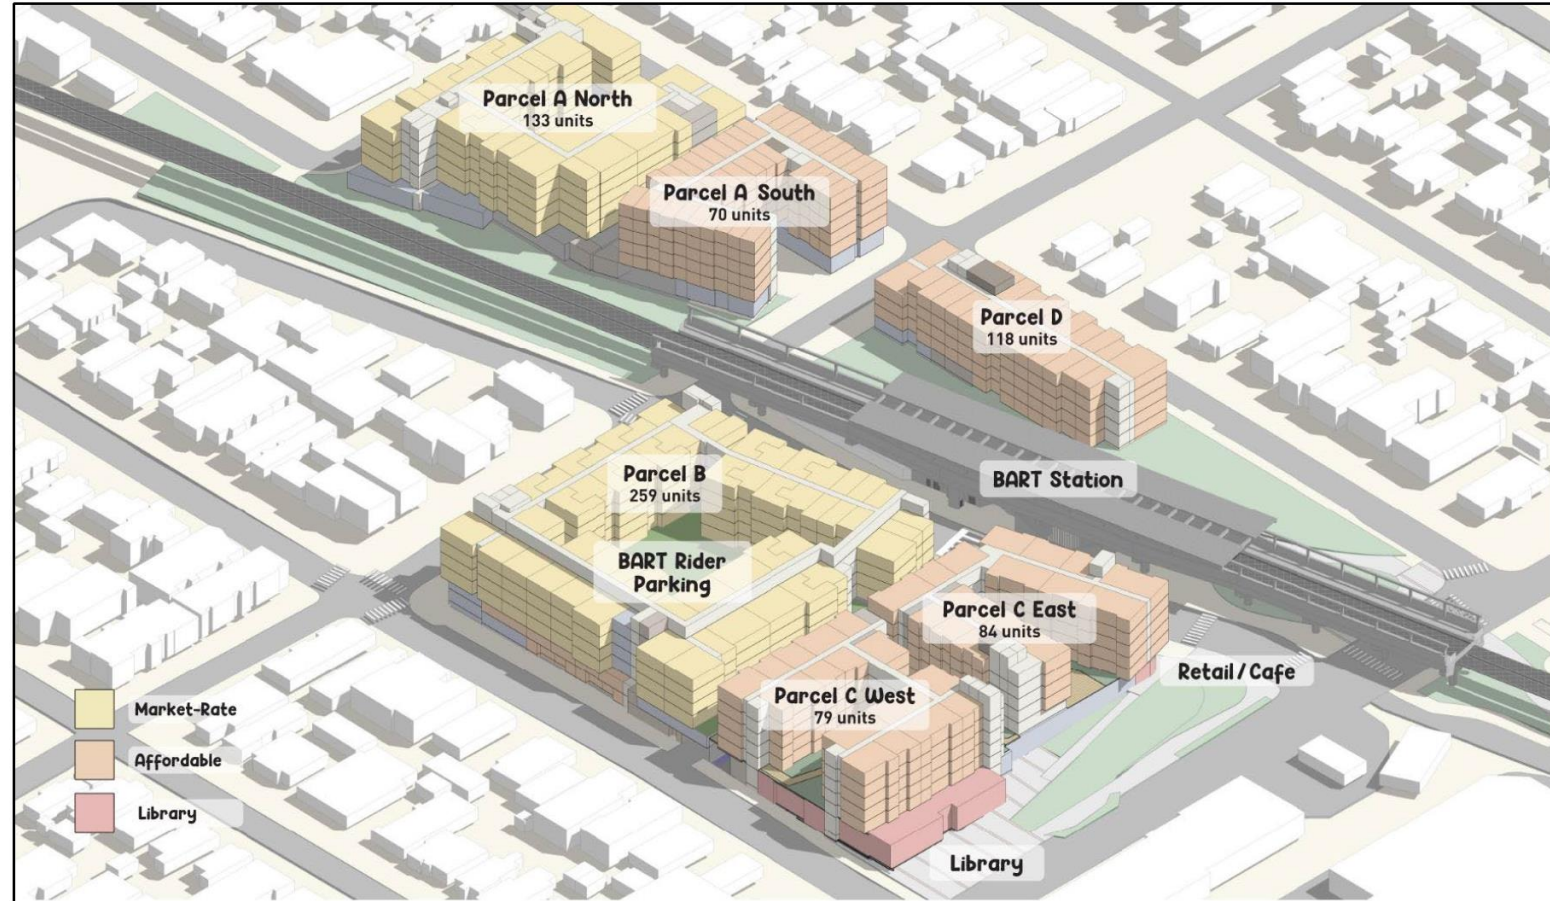 Parcel A North
133 units
Parcel A South
70 units
Parcel D
118 units
Parcel B
259 units
BART Station
BART Rider
Parking
Parcel C East
84 units
Retail/Cafe
Parcel C West
79 units
Market-Rate
Affordable
Library
Library